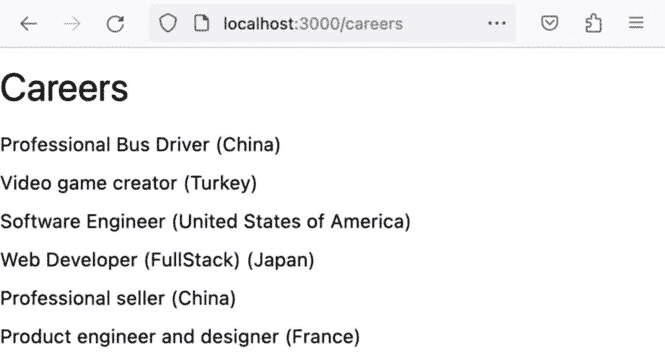 localhost:3000/careers
Careers
Professional Bus Driver (China)
Video game creator (Turkey)
Software Engineer (United States of America)
Web Developer (FullStack) (Japan)
Professional seller (China)
Product engineer and designer (France)